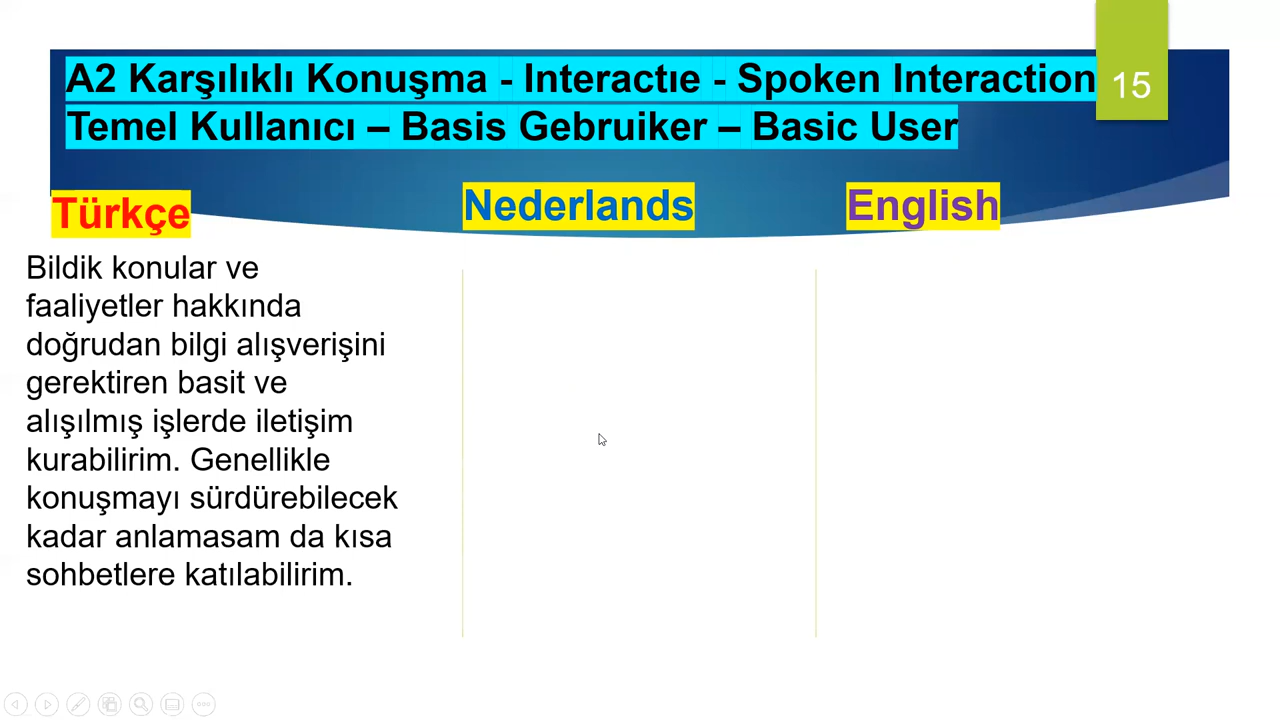 A2 Karşılıklı Konuşma - Interactıe - Spoken Interaction
15
Temel Kullanıcı – Basis Gebruiker – Basic User
Türkçe
Nederlands
English
Bildik konular ve
faaliyetler hakkında
doğrudan bilgi alışverişini
gerektiren basit ve
alışılmış işlerde iletişim
kurabilirim. Genellikle
konuşmayı sürdürebilecek
kadar anlamasam da kısa
sohbetlere katılabilirim.